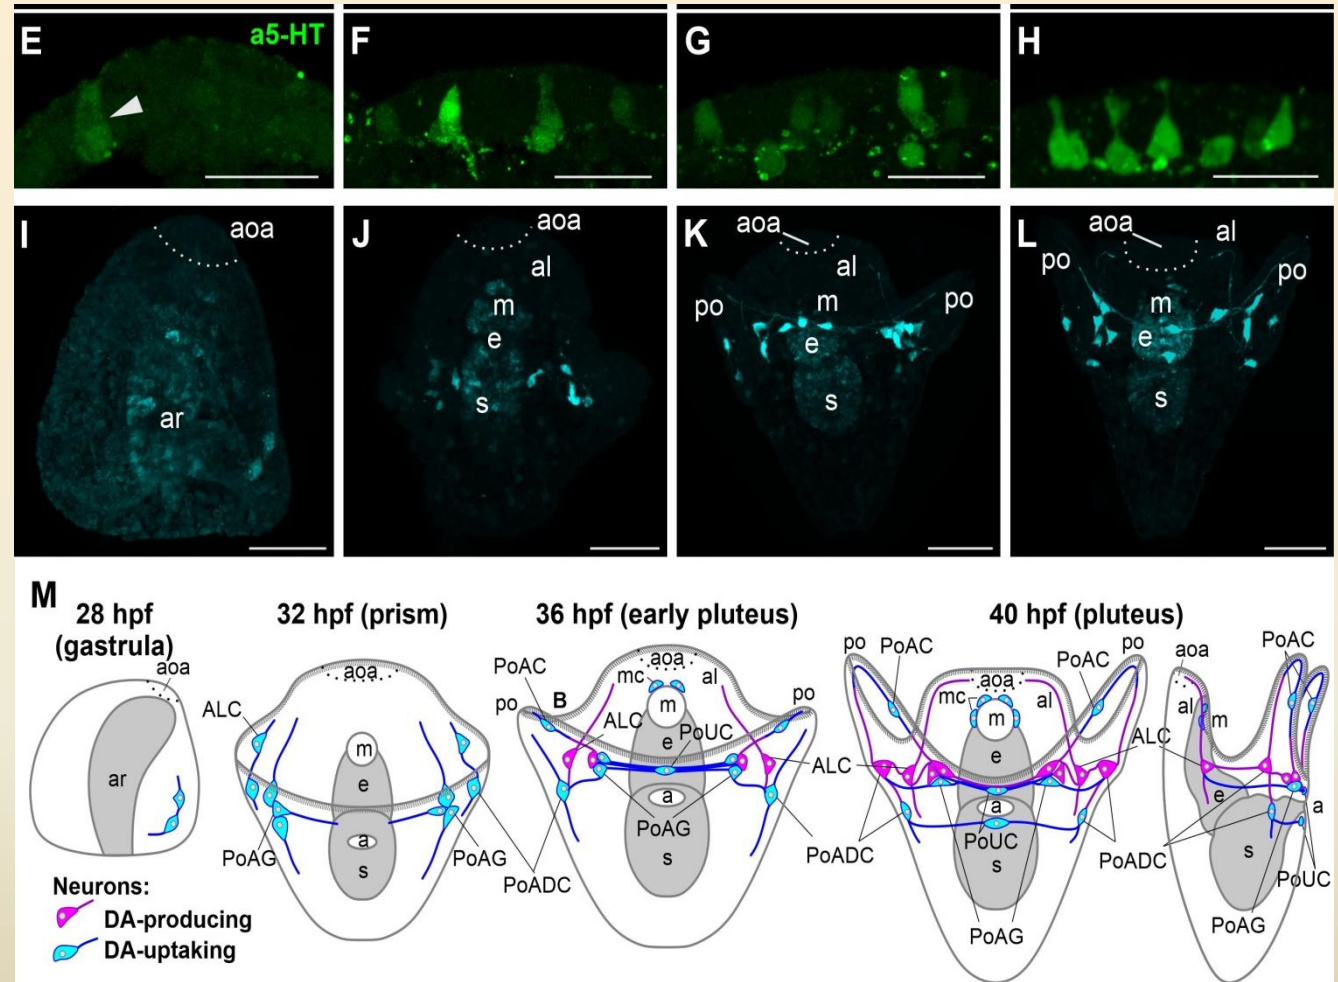 E
a5-HT
F
G
H
I
aoa
ar
J
aoa
al
m
e
s
K
aoa
al
po
m
po
e
s
L
aoa
al
po
po
m
e
s
M
28 hpf
(gastrula)
aoa
ar
32 hpf (prism)
aoa
ALC
m
e
a
s
PoAG
PoAG
36 hpf (early pluteus)
PoAC
aoa
mc
al
po
B
m
po
ALC
PoUC
e
ALC
a
PoAG
s
PoADC
40 hpf (pluteus)
po
PoAC
PoAC
po
aoa
mc
al
m
ALC
e
a
PoUC
PoADC
s
PoADC
PoAG
PoAC
aoa
al
m
e
a
s
PoUC
PoAG
Neurons:
DA-producing
DA-uptaking